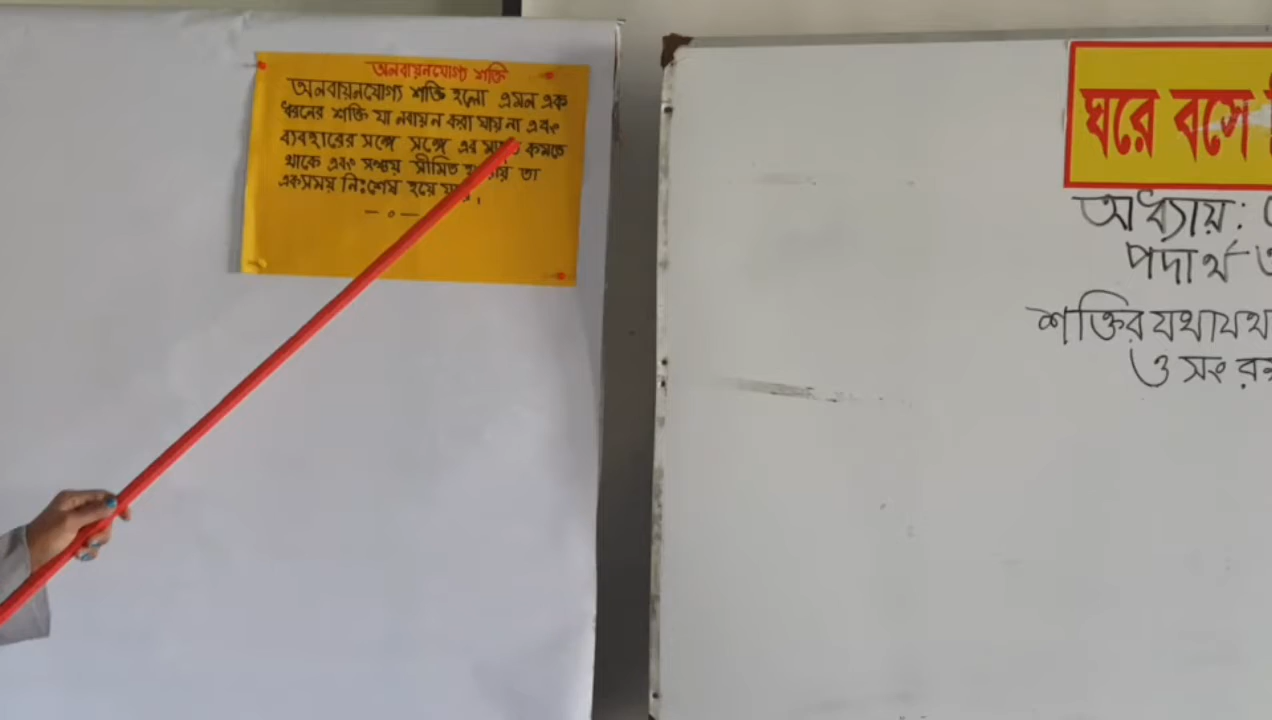 অনবায়নযোগ্য শক্তি
অনবায়নযোগ্য শক্তি হলো এমন এক
ধরনের শক্তি যা নবায়ন করা যায় না এবং
ব্যবহারের সঙ্গে সঙ্গে এর কমতে
থাকে এবং সঞ্চয় সীমিত তা
একসময় নিঃশেষ হয়ে
ঘরে বসে
অধ্যায়:
পদার্থ
শক্তির যথাযথ
ও